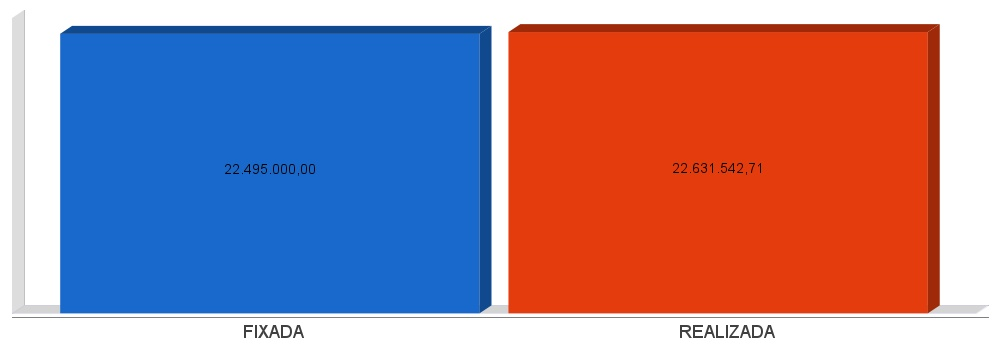 22.495.000,00
22.631.542,71
FIXADA
REALIZADA